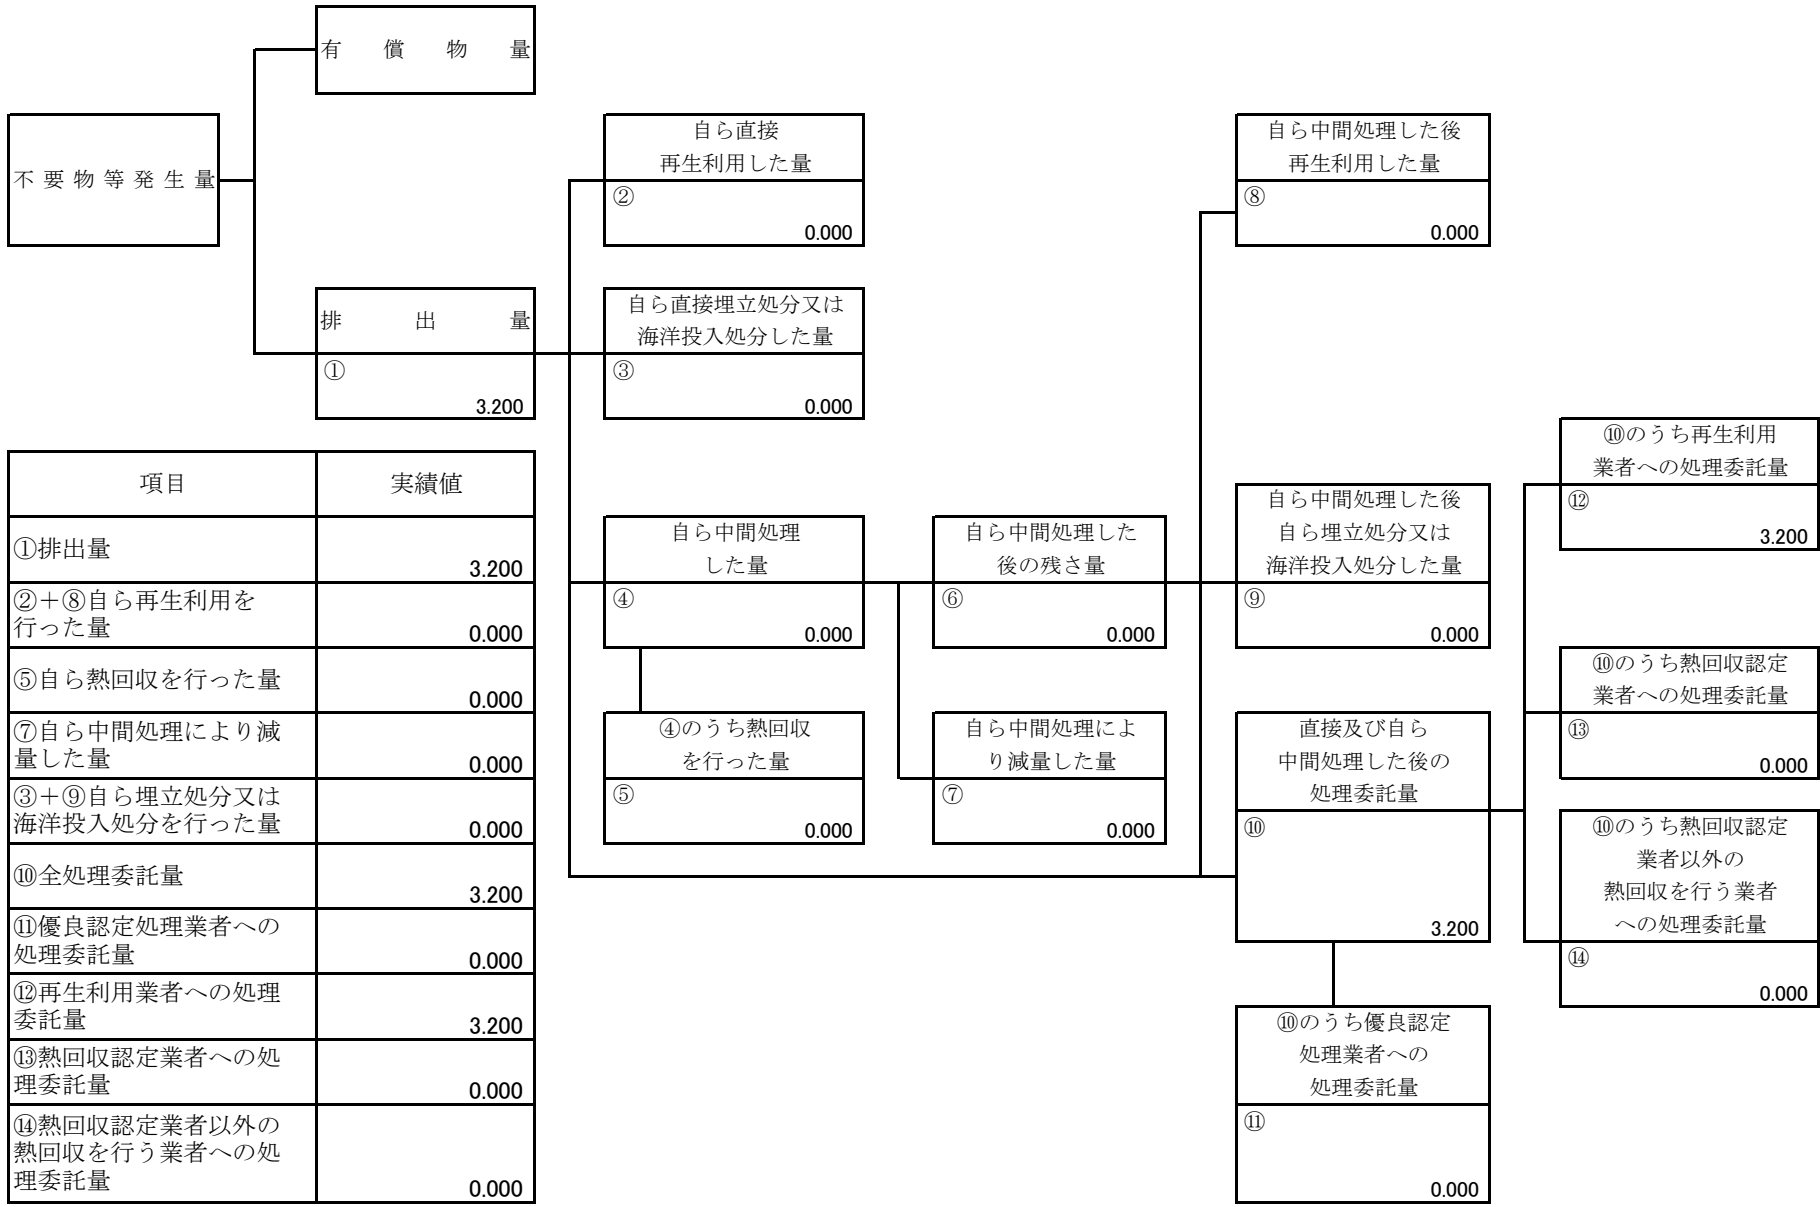 有償物量
不要物等発生量
自ら直接
再生利用した量
②
0.000
自ら中間処理した後
再生利用した量
⑧
0.000
排出量
①
3.200
自ら直接埋立処分又は
海洋投入処分した量
③
0.000
項目 実績値
①排出量
3.200
②＋⑧自ら再生利用を
行った量
0.000
⑤自ら熱回収を行った量
0.000
⑦自ら中間処理により減
量した量
0.000
③＋⑨自ら埋立処分又は
海洋投入処分を行った量
0.000
⑩全処理委託量
3.200
⑪優良認定処理業者への
処理委託量
0.000
⑫再生利用業者への処理
委託量
3.200
⑬熱回収認定業者への処
理委託量
0.000
⑭熱回収認定業者以外の
熱回収を行う業者への処
理委託量
0.000
自ら中間処理
した量
④
0.000
④のうち熱回収
を行った量
⑤
0.000
自ら中間処理した
後の残さ量
⑥
0.000
自ら中間処理によ
り減量した量
⑦
0.000
自ら中間処理した後
自ら埋立処分又は
海洋投入処分した量
⑨
0.000
直接及び自ら
中間処理した後の
処理委託量
⑩
3.200
⑩のうち優良認定
処理業者への
処理委託量
⑪
0.000
⑩のうち再生利用
業者への処理委託量
⑫
3.200
⑩のうち熱回収認定
業者への処理委託量
⑬
0.000
⑩のうち熱回収認定
業者以外の
熱回収を行う業者
への処理委託量
⑭
0.000